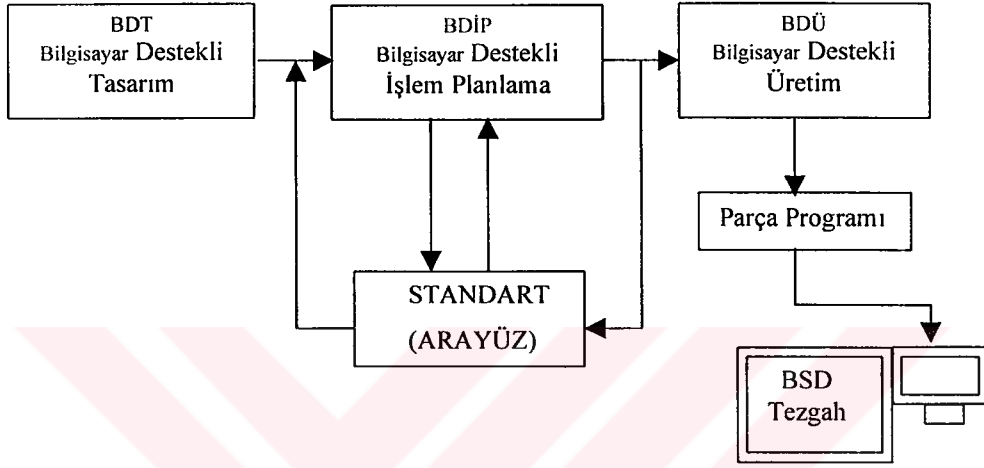 BDT
Bilgisayar Destekli
Tasarım
BDİP
Bilgisayar Destekli
İşlem Planlama
BDÜ
Bilgisayar Destekli
Üretim
Parça Programı
STANDART
(ARAYÜZ)
BSD
Tezgah